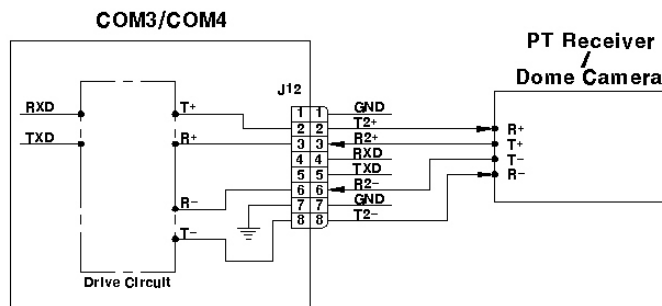 COM3/COM4
PT Receiver
/
Dome Camera
J12
RXD
TXD
T+
R+
R-
T-
Drive Circuit
1 1 GND
2 2 T2+
3 3 R2+
4 4 RXD
5 5 TXD
6 6 R2-
7 7 GND
8 8 T2-
R+
T+
T-
R-